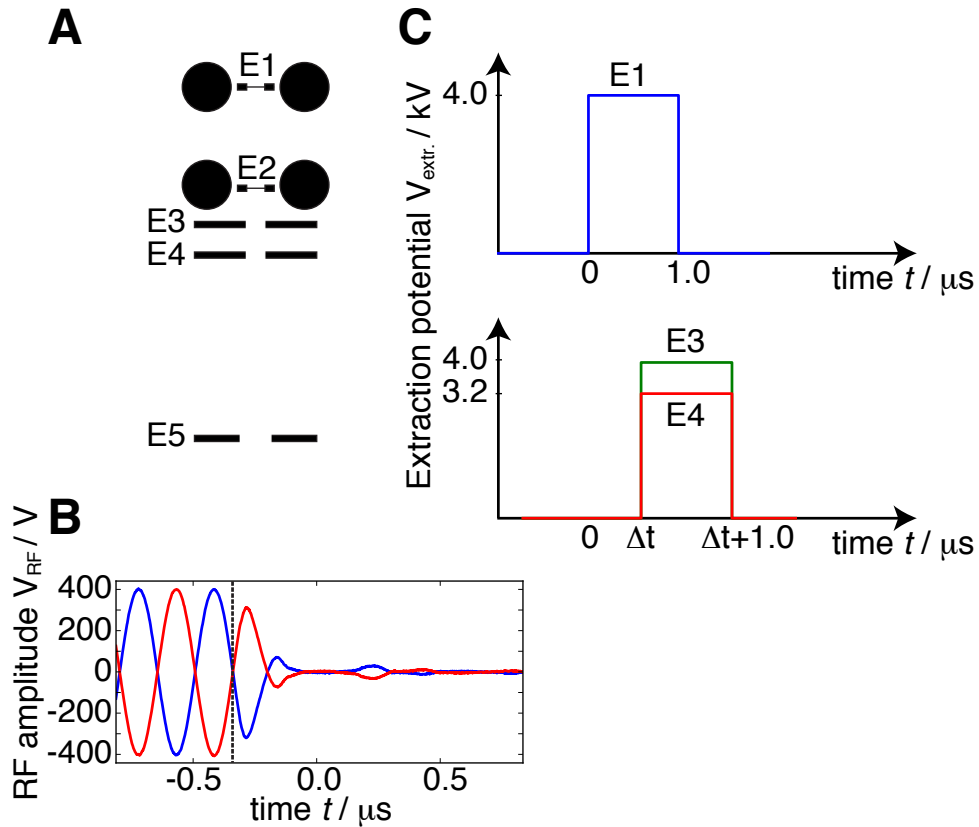 A
E1
E2
E3
E4
E5
B
RF amplitude V_RF / V
400
200
0
-200
-400
-0.5 0.0 0.5
time t / μs
C
Extraction potential V_extr. / kV
4.0
E1
0 1.0
time t / μs
4.0
3.2
E3
E4
0 Δt Δt+1.0
time t / μs